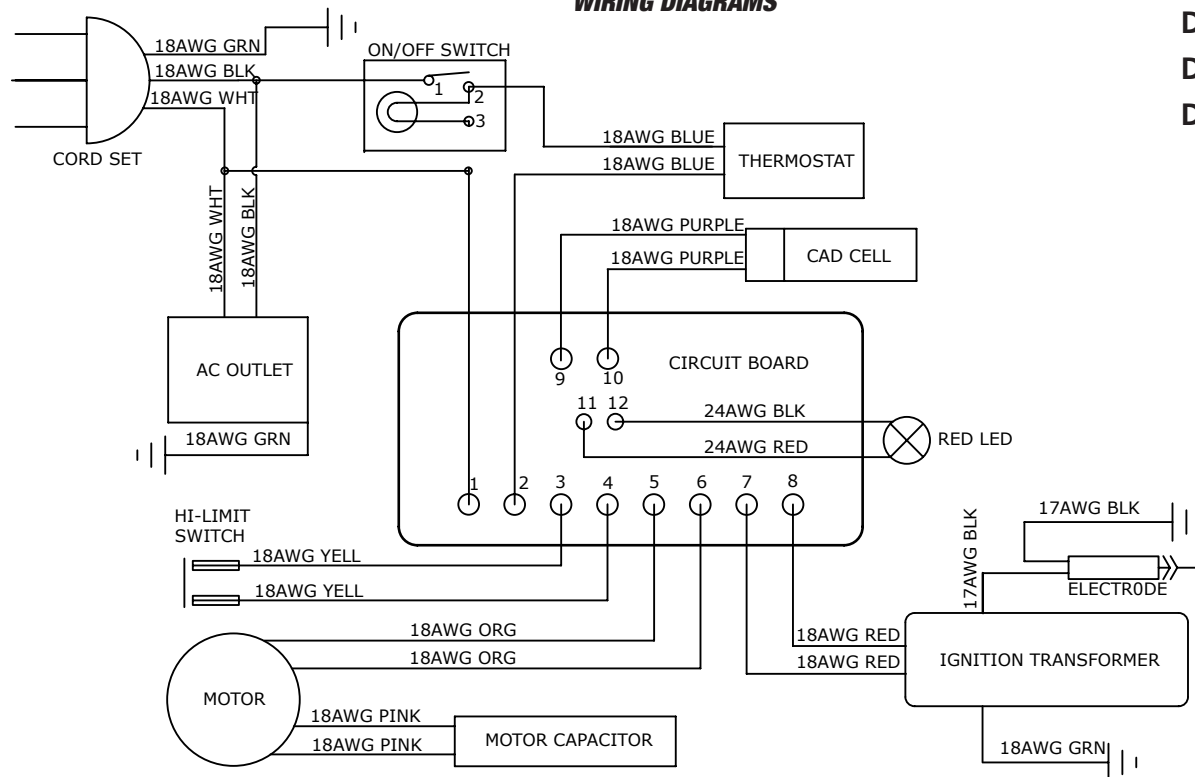 WIRING DIAGRAMS
D
D
D
18AWG GRN
18AWG BLK
18AWG WHT
CORD SET
ON/OFF SWITCH
1
2
3
18AWG BLUE
18AWG BLUE
THERMOSTAT
18AWG WHT
18AWG BLK
18AWG PURPLE
18AWG PURPLE
CAD CELL
AC OUTLET
18AWG GRN
CIRCUIT BOARD
9
10
11
12
24AWG BLK
24AWG RED
RED LED
1
2
3
4
5
6
7
8
HI-LIMIT
SWITCH
18AWG YELL
18AWG YELL
18AWG ORG
18AWG ORG
MOTOR
18AWG PINK
18AWG PINK
MOTOR CAPACITOR
18AWG RED
18AWG RED
17AWG BLK
17AWG BLK
ELECTR0DE
IGNITION TRANSFORMER
18AWG GRN